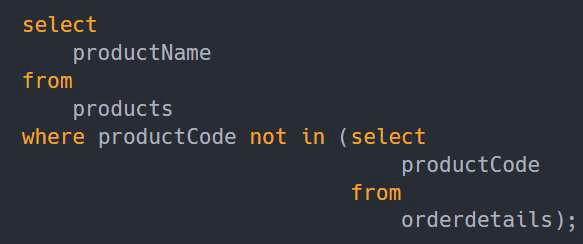 select
productName
from
products
where productCode not in (select
productCode
from
orderdetails);